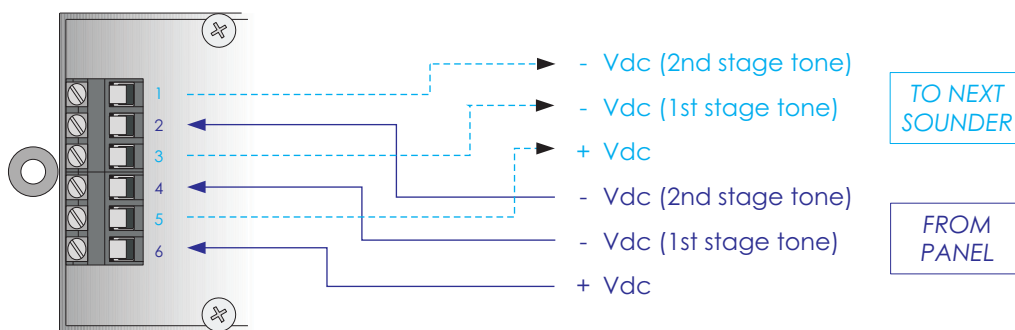 1
2
3
4
5
6
- Vdc (2nd stage tone)
- Vdc (1st stage tone)
+ Vdc
- Vdc (2nd stage tone)
- Vdc (1st stage tone)
+ Vdc
TO NEXT
SOUNDER
FROM
PANEL